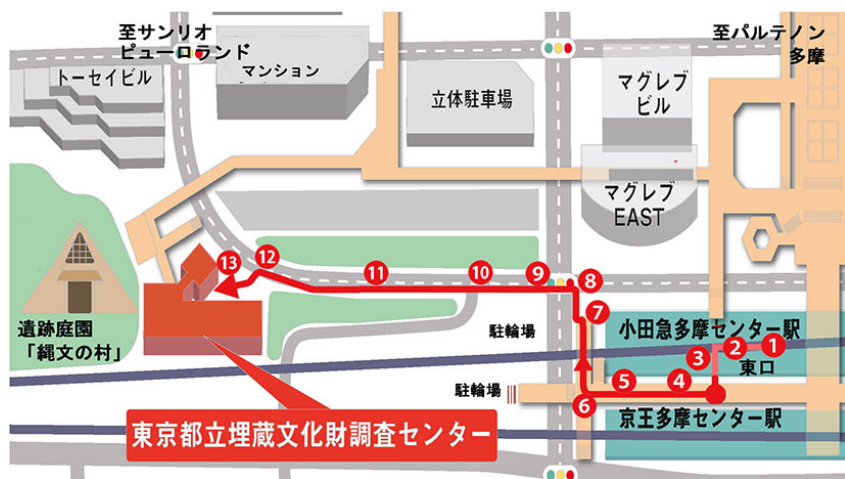 至サンリオ
ピューロランド
至パルテノン
多摩
トーセイビル
マンション
立体駐車場
マグレブ
ビル
マグレブ
EAST
13
12
11
10
9
8
7
遺跡庭園
「縄文の村」
駐輪場
小田急多摩センター駅
3
2
1
東口
駐輪場
6
5
4
京王多摩センター駅
東京都立埋蔵文化財調査センター